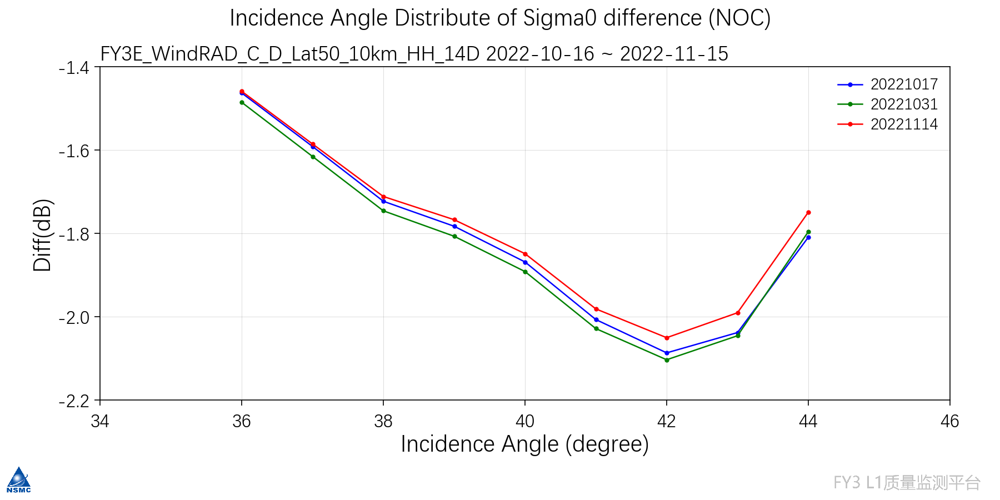 Incidence Angle Distribute of Sigma0 difference (NOC)
FY3E_WindRAD_C_D_Lat50_10km_HH_14D 2022-10-16 ~ 2022-11-15
20221017
20221031
20221114
-1.4
-1.6
-1.8
-2.0
-2.2
Diff(dB)
34 36 38 40 42 44 46
Incidence Angle (degree)
NSMC
FY3 L1质量监测平台